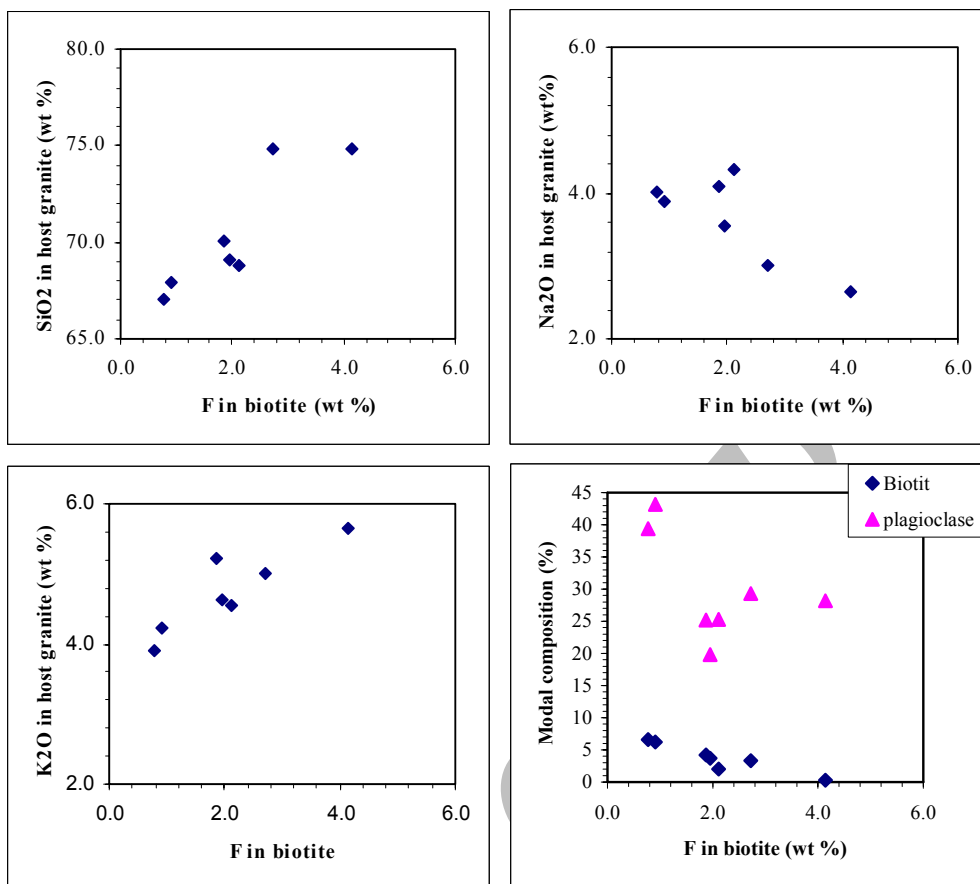 80.0
75.0
70.0
65.0
SiO2 in host granite (wt %)
0.0 2.0 4.0 6.0
F in biotite (wt %)
6.0
4.0
2.0
Na2O in host granite (wt%)
0.0 2.0 4.0 6.0
F in biotite (wt %)
6.0
4.0
2.0
K2O in host granite (wt %)
0.0 2.0 4.0 6.0
F in biotite
Biotit
plagioclase
45
40
35
30
25
20
15
10
5
0
Modal composition (%)
0.0 2.0 4.0 6.0
F in biotite (wt %)